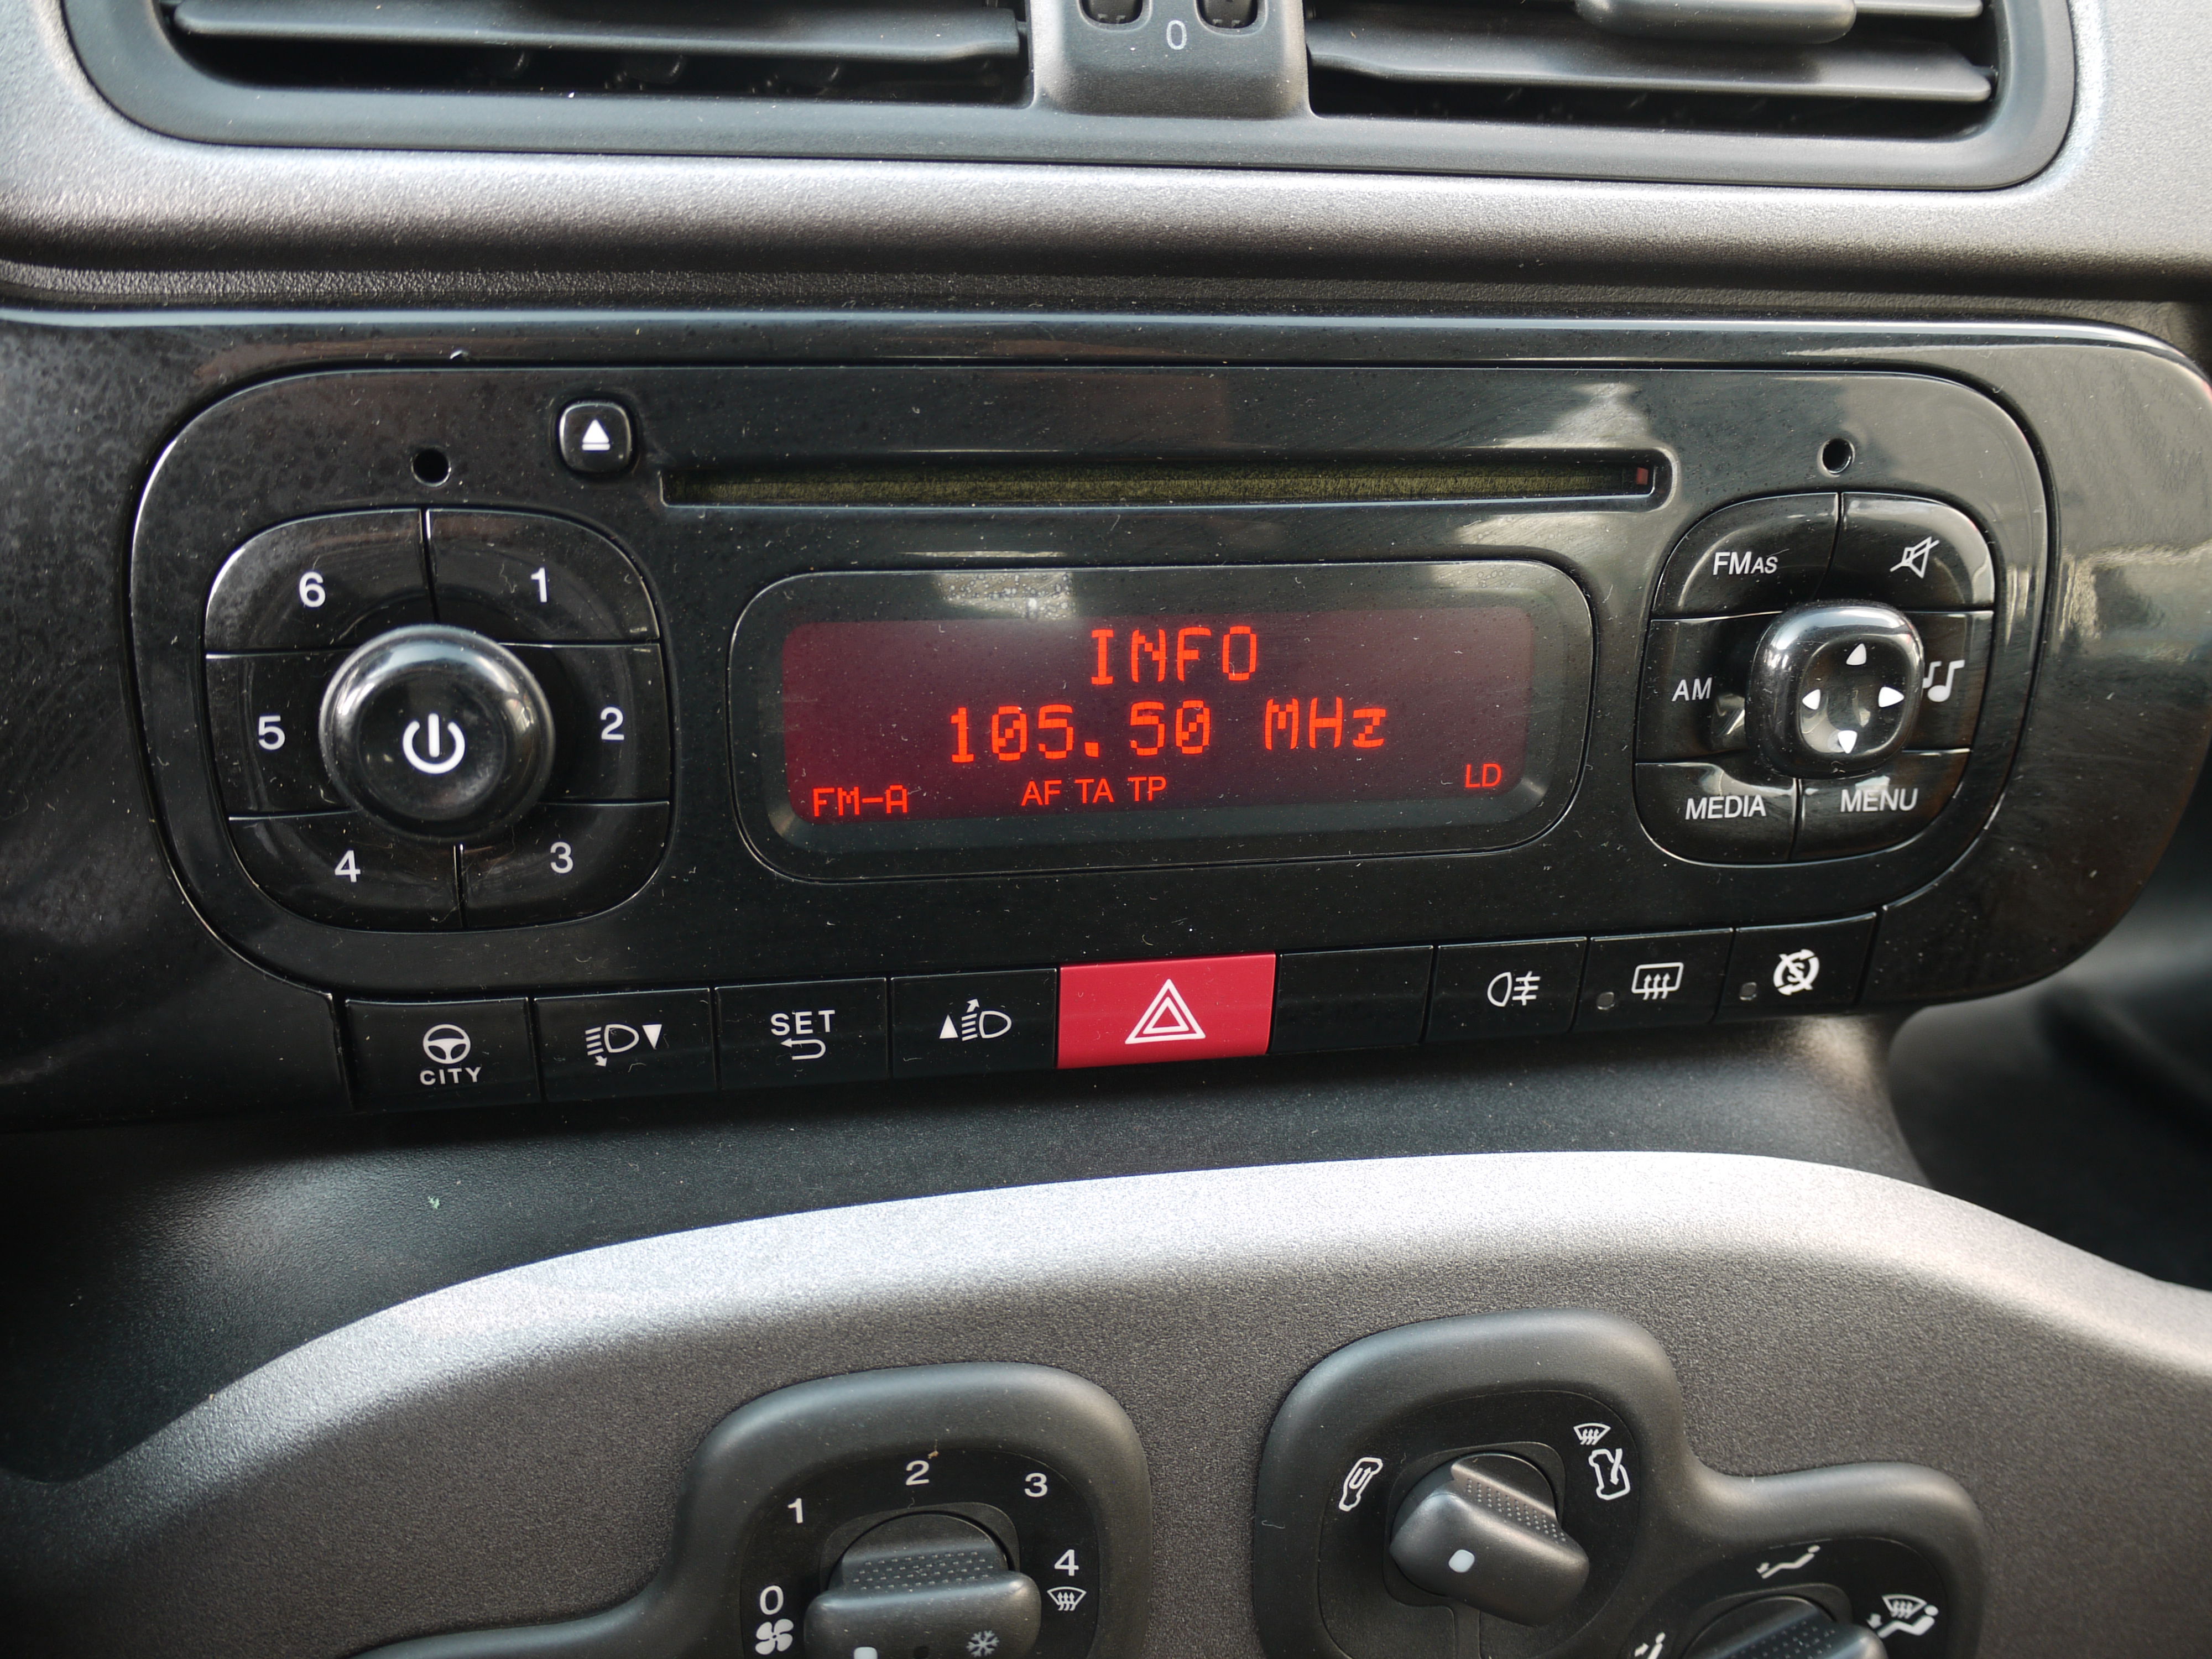 0
6 1
5 2
4 3
INFO
105.50 MHz
FM-A AF TA TP LD
FMAS
AM
MEDIA MENU
CITY
SET
0 1 2 3 4